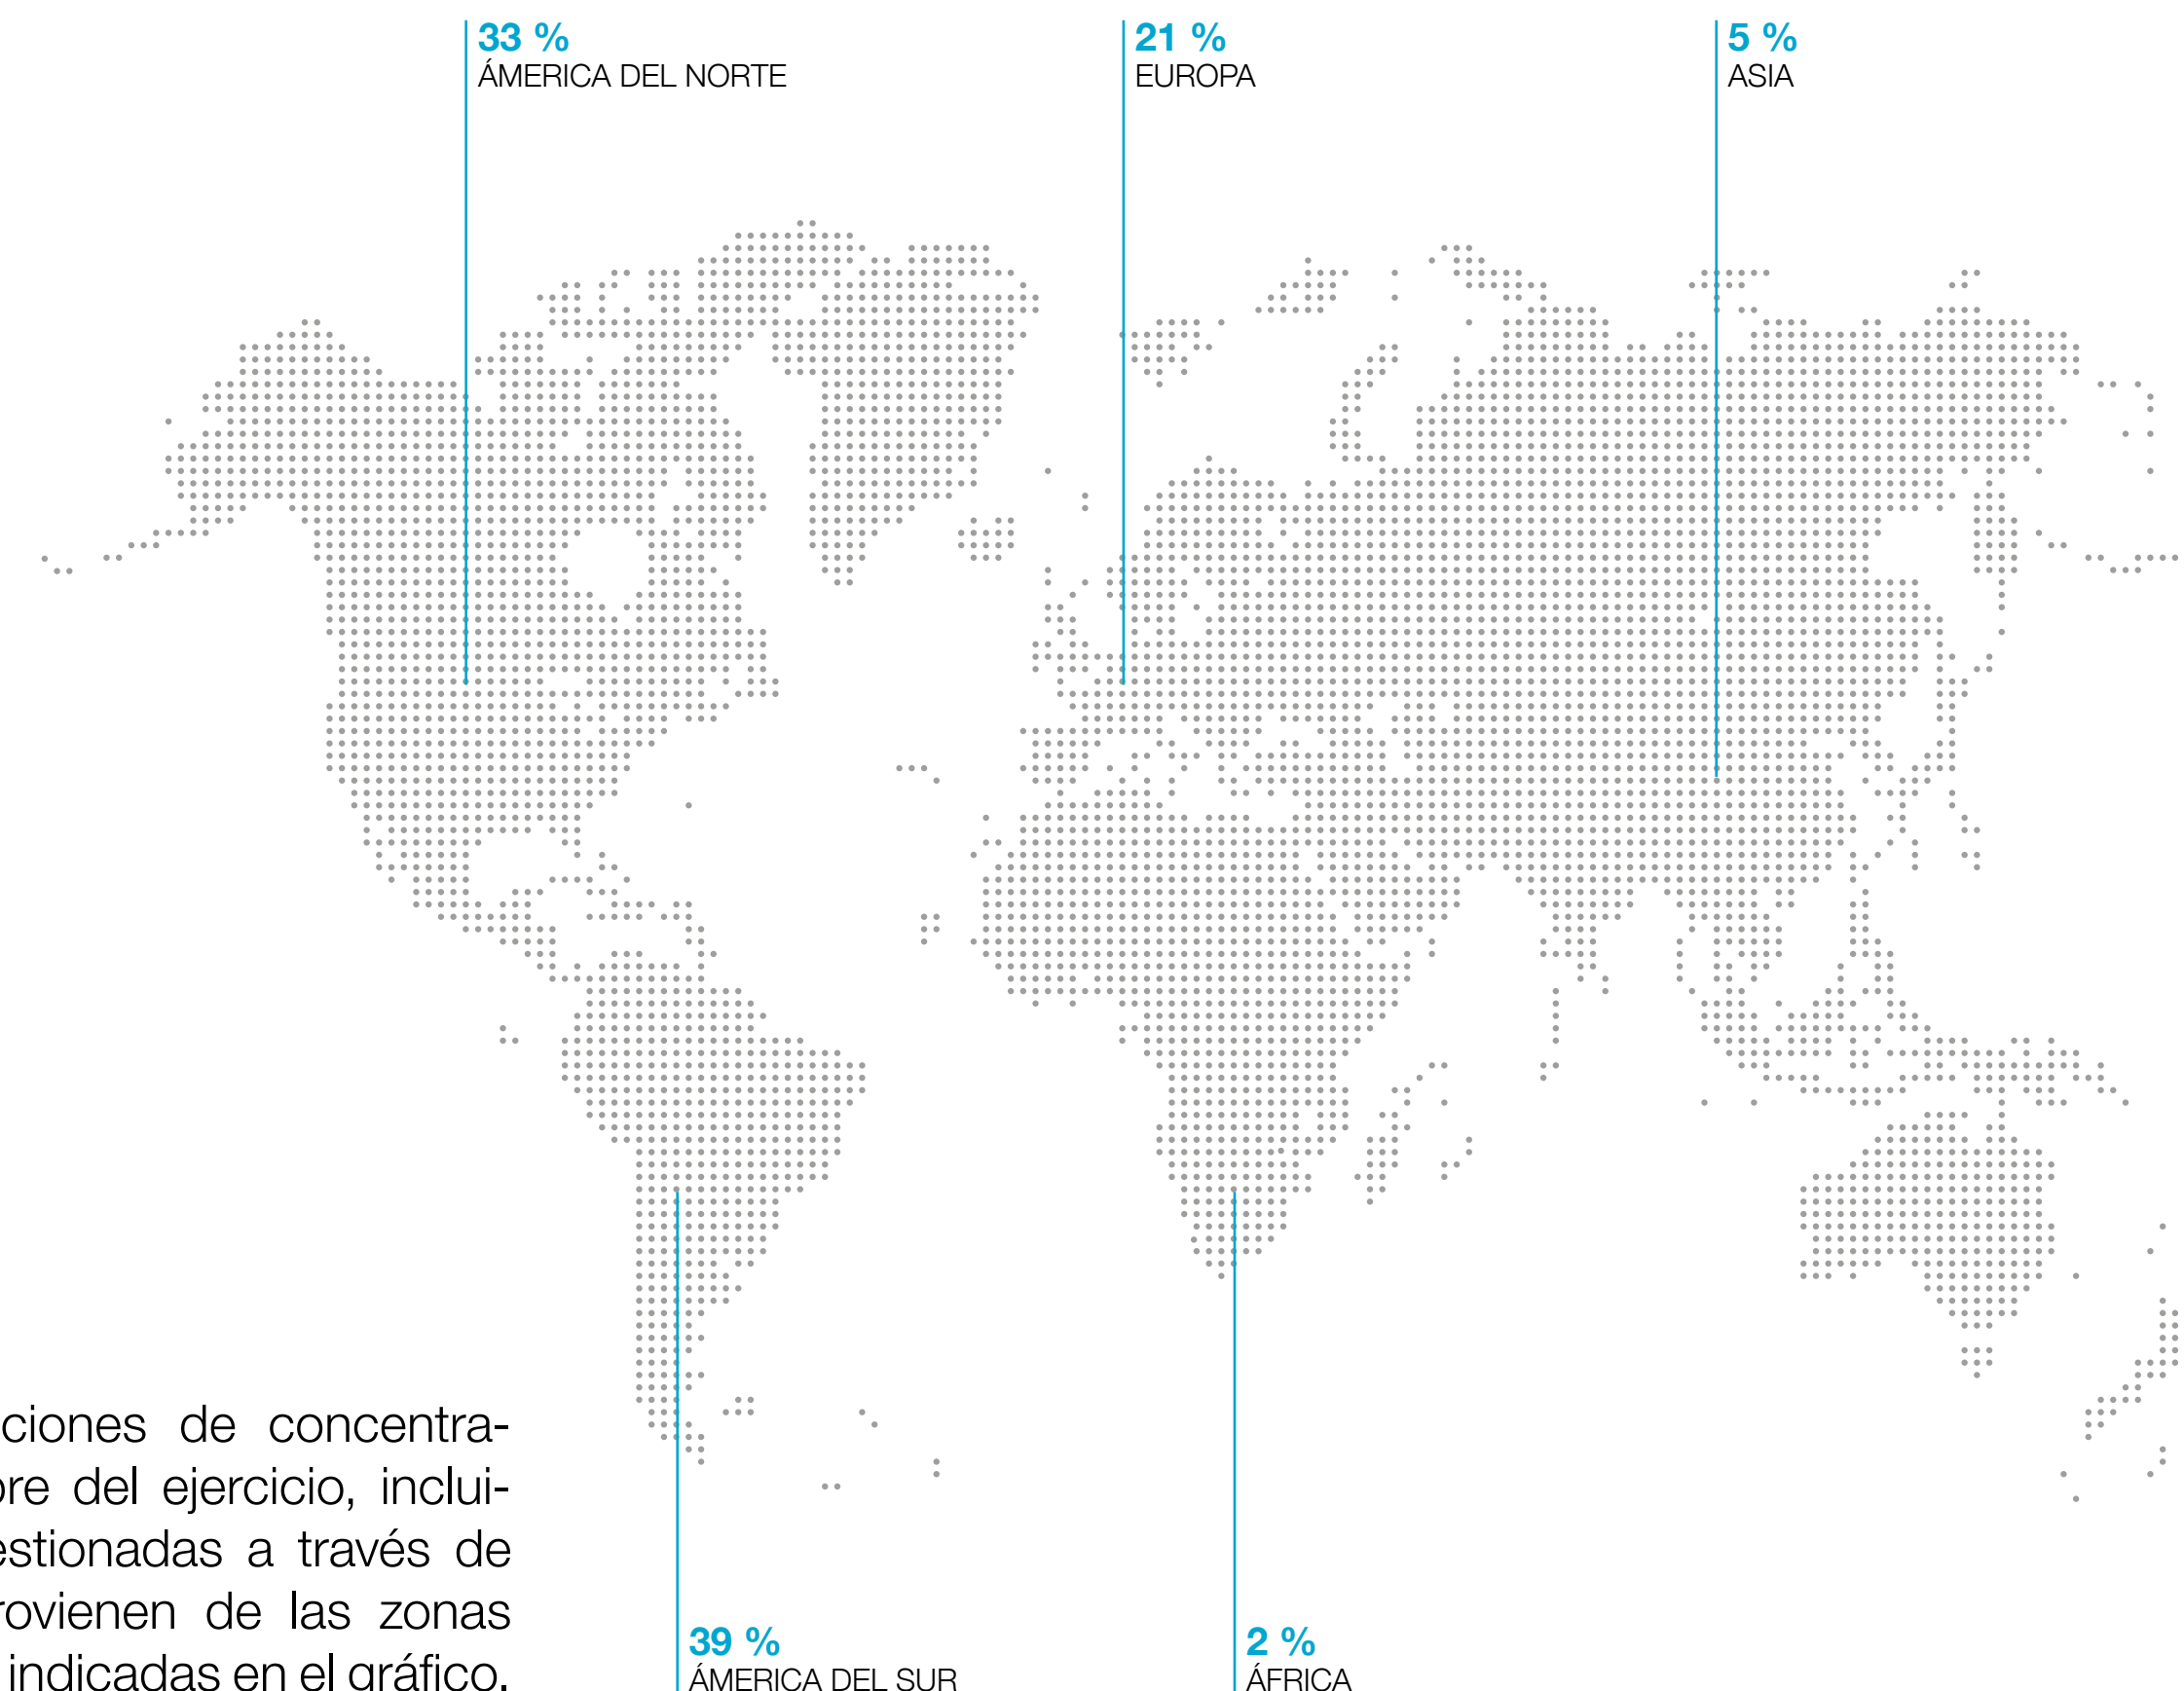 33 %
ÁMERICA DEL NORTE
21 %
EUROPA
5 %
ASIA
ciones de concentra-
bre del ejercicio, inclui-
estionadas a través de
rovienen de las zonas
indicadas en el gráfico.
39 %
ÁMERICA DEL SUR
2 %
ÁFRICA